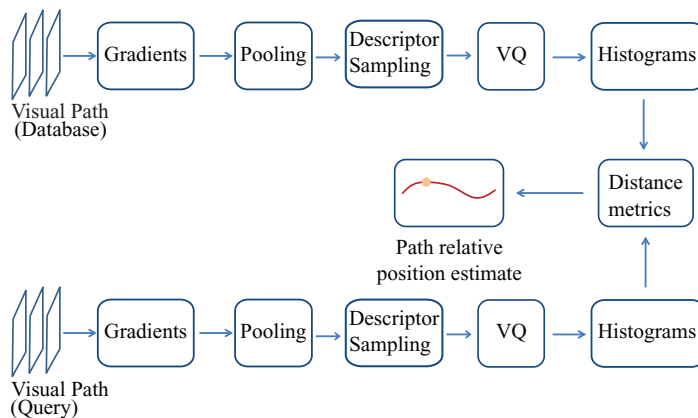 Gradients
Pooling
Descriptor
Sampling
VQ
Histograms
Visual Path
(Database)
Distance
metrics
Path relative
position estimate
Gradients
Pooling
Descriptor
Sampling
VQ
Histograms
Visual Path
(Query)